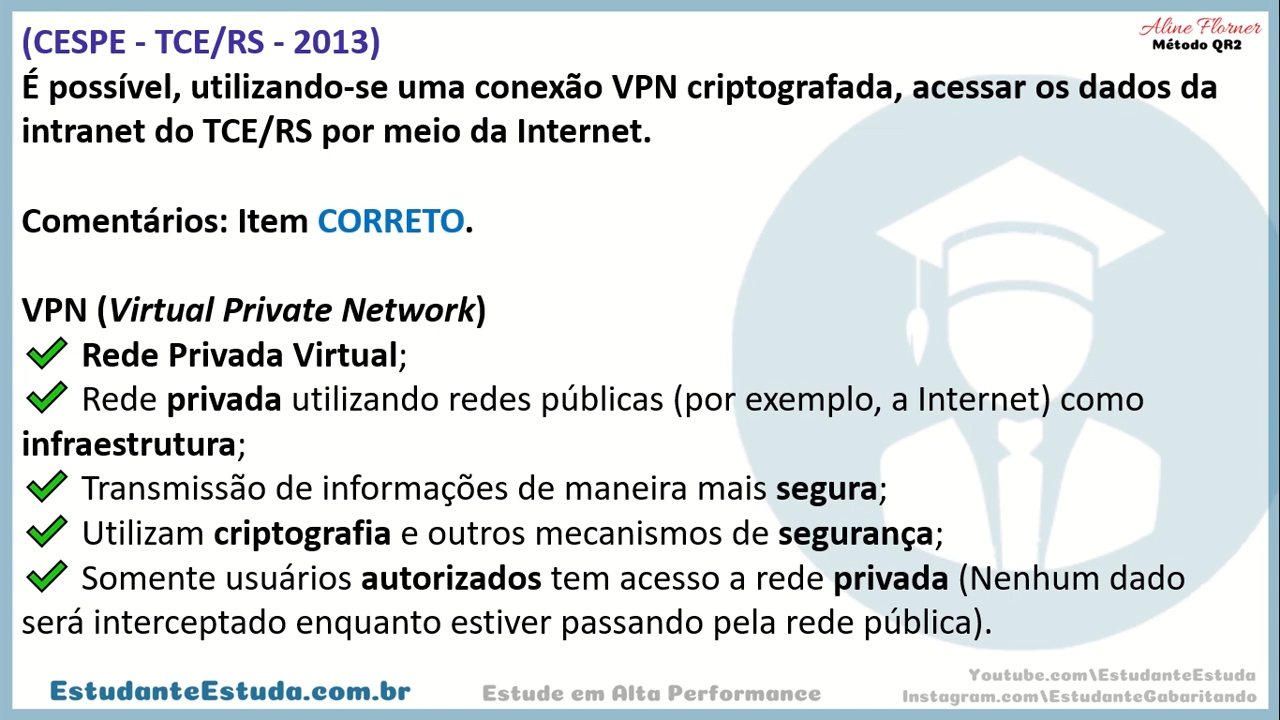 (CESPE - TCE/RS - 2013)
Aline Florner
Método QR2
É possível, utilizando-se uma conexão VPN criptografada, acessar os dados da
intranet do TCE/RS por meio da Internet.
Comentários: Item CORRETO.
VPN (Virtual Private Network)
Rede Privada Virtual;
Rede privada utilizando redes públicas (por exemplo, a Internet) como
infraestrutura;
Transmissão de informações de maneira mais segura;
Utilizam criptografia e outros mecanismos de segurança;
Somente usuários autorizados tem acesso a rede privada (Nenhum dado
será interceptado enquanto estiver passando pela rede pública).
EstudanteEstuda.com.br
Estude em Alta Performance
Youtube.com\EstudanteEstuda
Instagram.com\EstudanteGabaritando